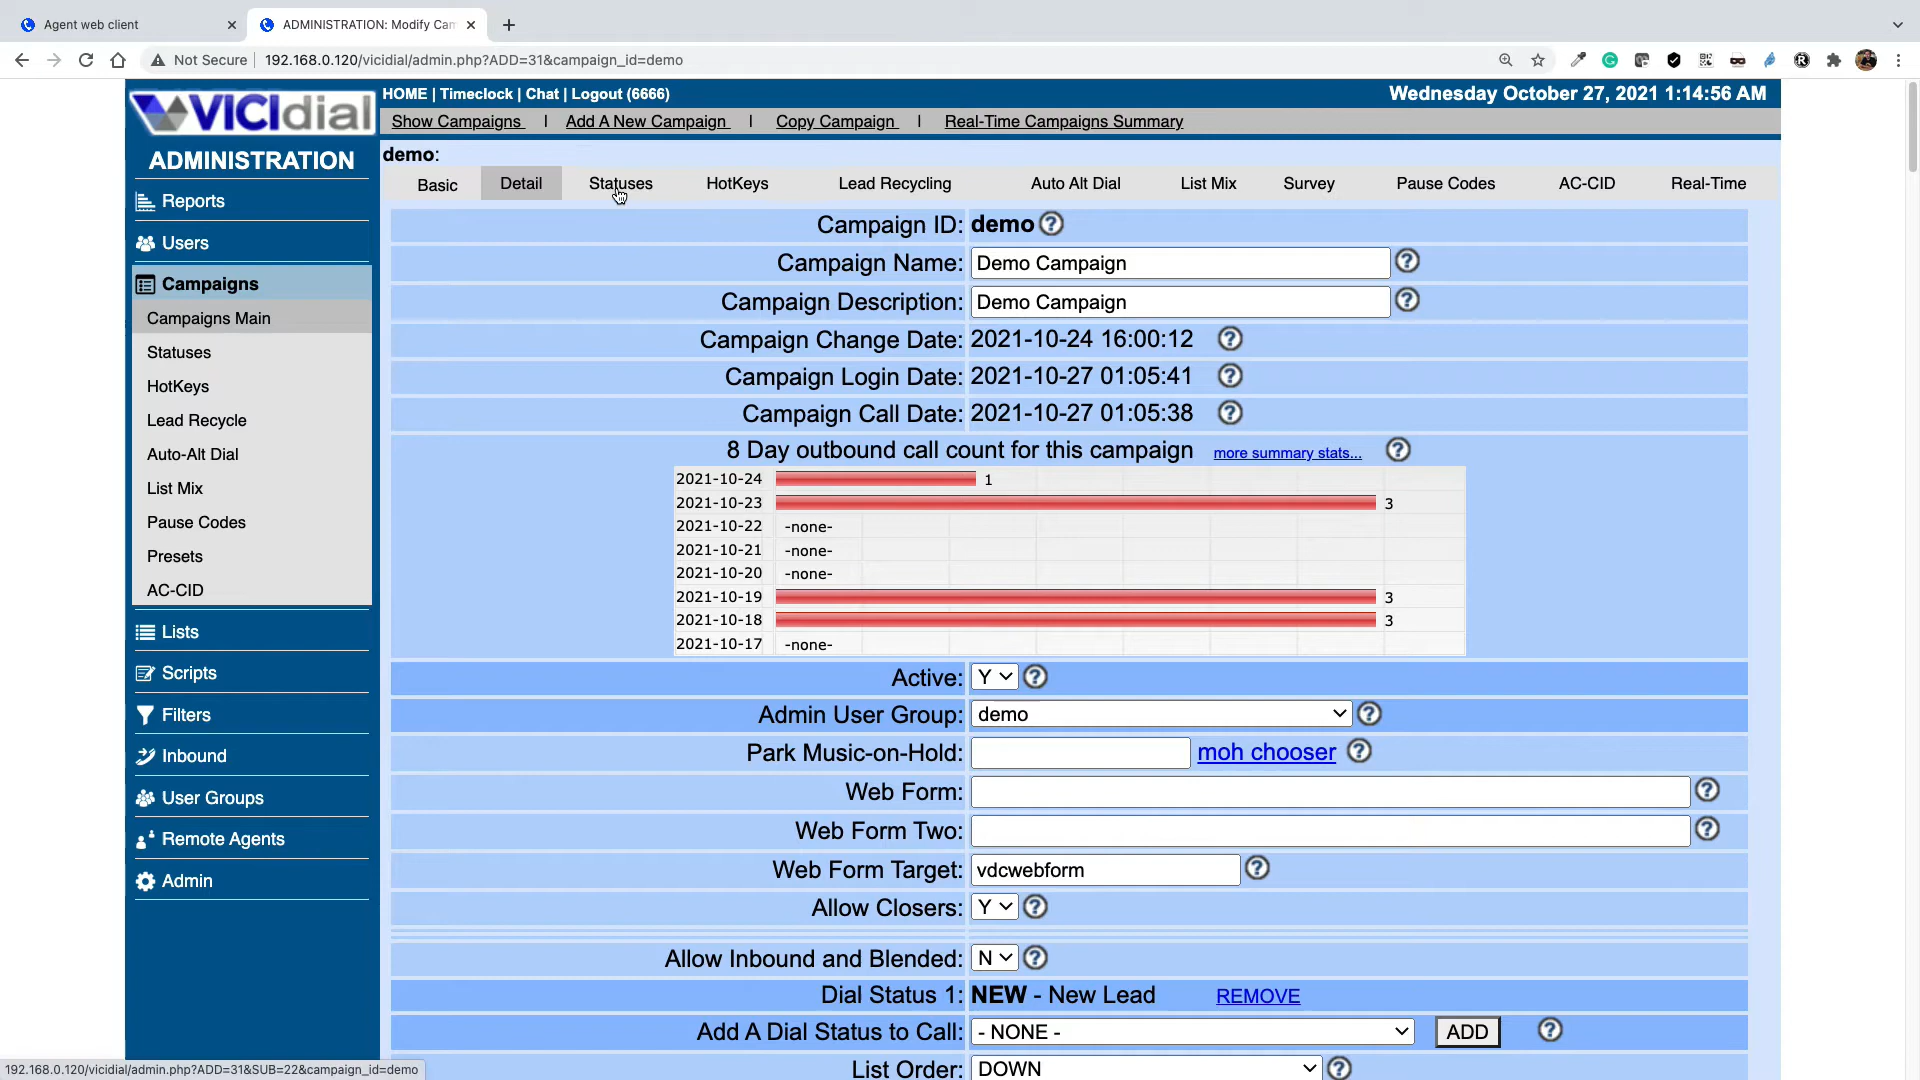 Agent web client
ADMINISTRATION: Modify Cam
Not Secure
192.168.0.120/vicidial/admin.php?ADD=31&campaign_id=demo
VICIdial
HOME | Timeclock | Chat | Logout (6666)
Wednesday October 27, 2021 1:14:56 AM
Show Campaigns | Add A New Campaign | Copy Campaign | Real-Time Campaigns Summary
ADMINISTRATION
Reports
Users
Campaigns
Campaigns Main
Statuses
HotKeys
Lead Recycle
Auto-Alt Dial
List Mix
Pause Codes
Presets
AC-CID
Lists
Scripts
Filters
Inbound
User Groups
Remote Agents
Admin
demo:
Basic Detail Statuses HotKeys Lead Recycling Auto Alt Dial List Mix Survey Pause Codes AC-CID Real-Time
Campaign ID: demo
Campaign Name: Demo Campaign
Campaign Description: Demo Campaign
Campaign Change Date: 2021-10-24 16:00:12
Campaign Login Date: 2021-10-27 01:05:41
Campaign Call Date: 2021-10-27 01:05:38
8 Day outbound call count for this campaign more summary stats...
2021-10-24 1
2021-10-23 3
2021-10-22 -none-
2021-10-21 -none-
2021-10-20 -none-
2021-10-19 3
2021-10-18 3
2021-10-17 -none-
Active: Y
Admin User Group: demo
Park Music-on-Hold: moh chooser
Web Form:
Web Form Two:
Web Form Target: vdcwebform
Allow Closers: Y
Allow Inbound and Blended: N
Dial Status 1: NEW - New Lead REMOVE
Add A Dial Status to Call: - NONE - ADD
List Order: DOWN
192.168.0.120/vicidial/admin.php?ADD=31&SUB=22&campaign_id=demo